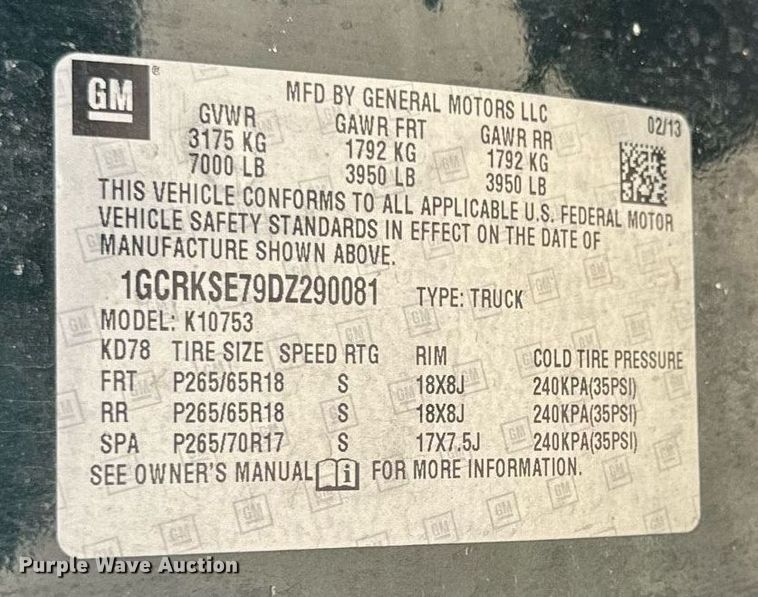 GM
MFD BY GENERAL MOTORS LLC
02/13
GVWR GAWR FRT GAWR RR
3175 KG 1792 KG 1792 KG
7000 LB 3950 LB 3950 LB
THIS VEHICLE CONFORMS TO ALL APPLICABLE U.S. FEDERAL MOTOR
VEHICLE SAFETY STANDARDS IN EFFECT ON THE DATE OF
MANUFACTURE SHOWN ABOVE.
1GCRKSE79DZ290081 TYPE: TRUCK
MODEL: K10753
KD78 TIRE SIZE SPEED RTG RIM COLD TIRE PRESSURE
FRT P265/65R18 S 18X8J 240KPA(35PSI)
RR P265/65R18 S 18X8J 240KPA(35PSI)
SPA P265/70R17 S 17X7.5J 240KPA(35PSI)
SEE OWNER'S MANUAL i FOR MORE INFORMATION.
Purple Wave Auction